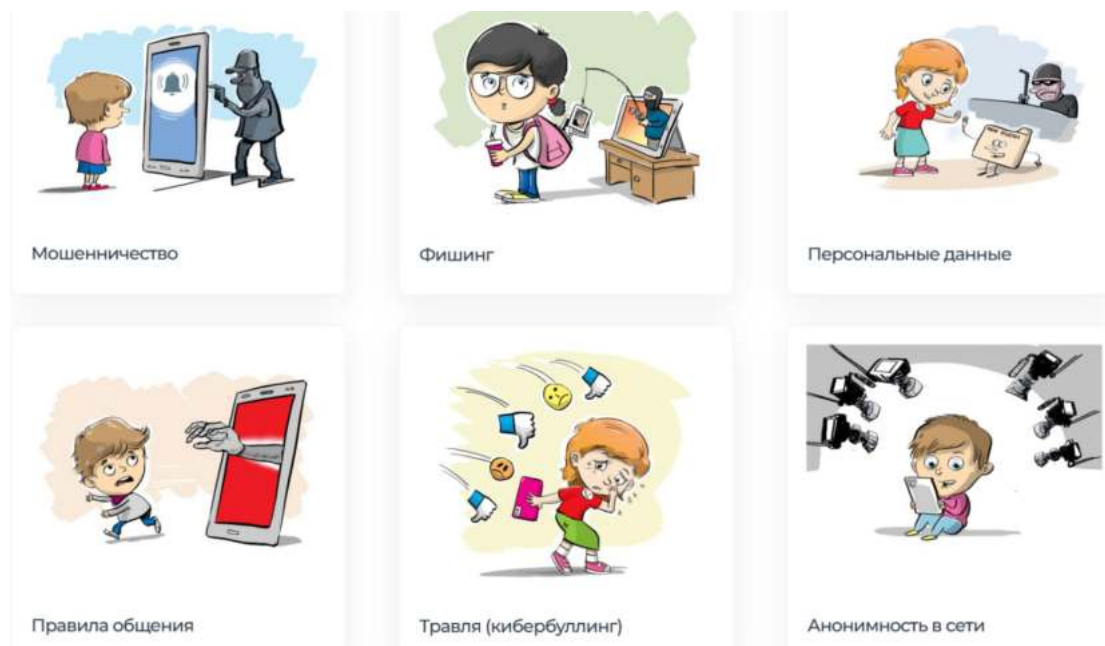 Мошенничество
Фишинг
Персональные данные
Правила общения
Травля (кибербуллинг)
Анонимность в сети